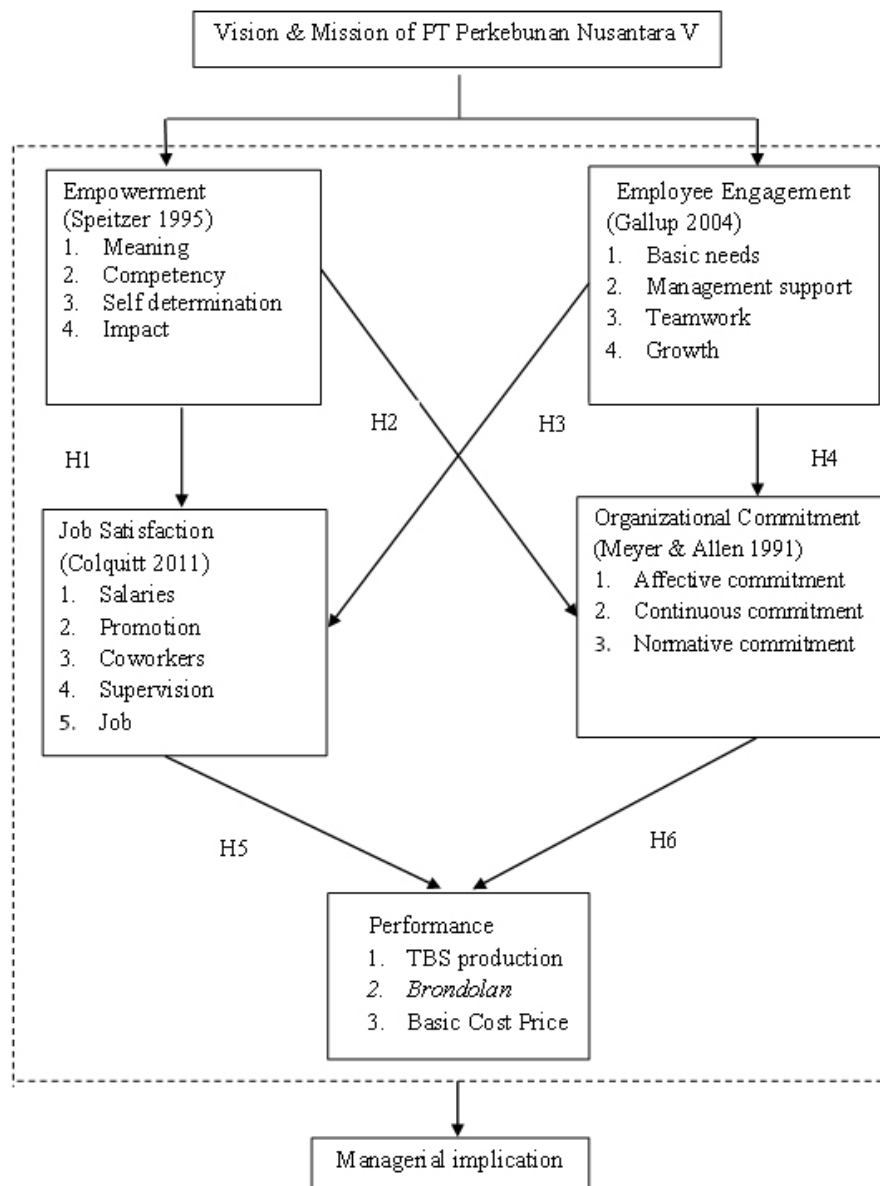 Vision & Mission of PT Perkebunan Nusantara V
Empowerment
(Speitzer 1995)
1. Meaning
2. Competency
3. Self determination
4. Impact
Employee Engagement
(Gallup 2004)
1. Basic needs
2. Management support
3. Teamwork
4. Growth
H1
H2
H3
H4
Job Satisfaction
(Colquitt 2011)
1. Salaries
2. Promotion
3. Coworkers
4. Supervision
5. Job
Organizational Commitment
(Meyer & Allen 1991)
1. Affective commitment
2. Continuous commitment
3. Normative commitment
H5
H6
Performance
1. TBS production
2. Brondolan
3. Basic Cost Price
Managerial implication